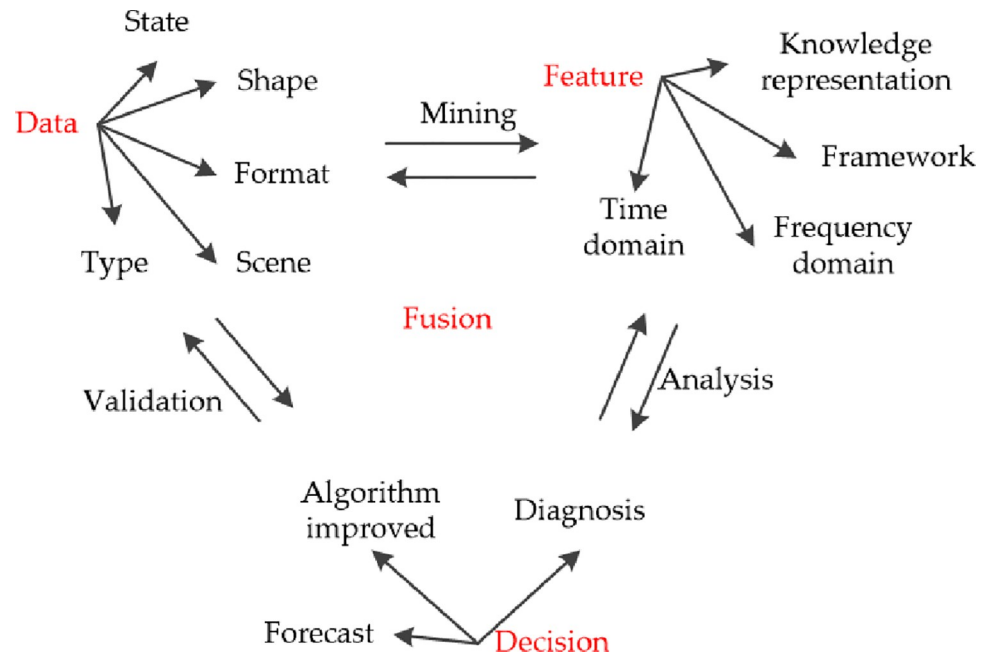 State
Shape
Data
Format
Type
Scene
Mining
Feature
Knowledge
representation
Framework
Time
domain
Frequency
domain
Fusion
Validation
Analysis
Algorithm
improved
Diagnosis
Forecast
Decision